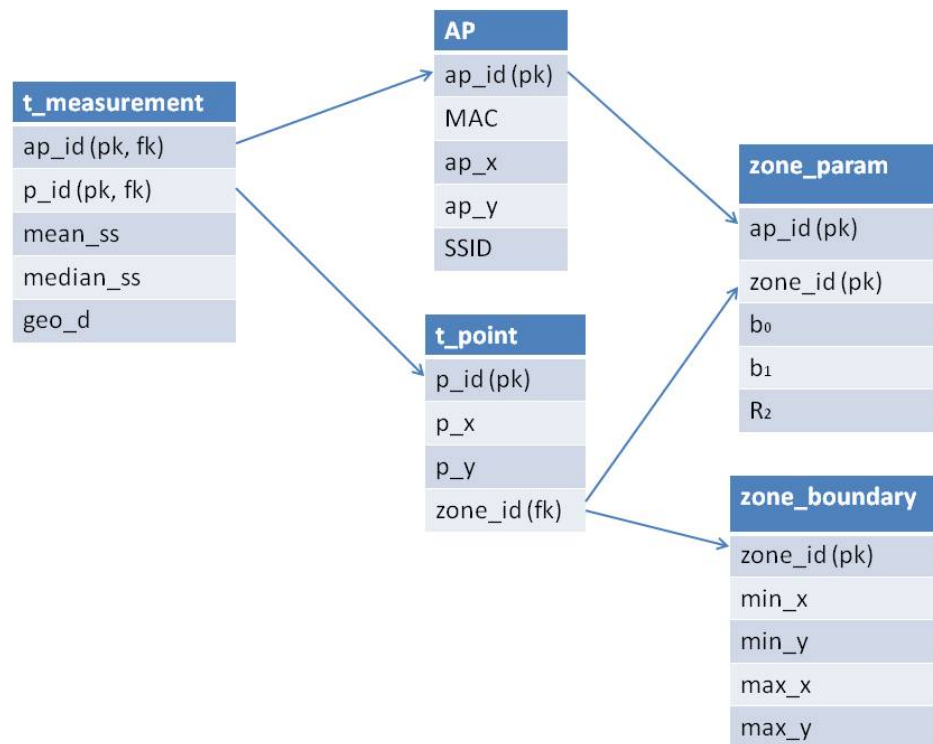 t_measurement
ap_id (pk, fk)
p_id (pk, fk)
mean_ss
median_ss
geo_d
AP
ap_id (pk)
MAC
ap_x
ap_y
SSID
t_point
p_id (pk)
p_x
p_y
zone_id (fk)
zone_param
ap_id (pk)
zone_id (pk)
b₀
b₁
R₂
zone_boundary
zone_id (pk)
min_x
min_y
max_x
max_y